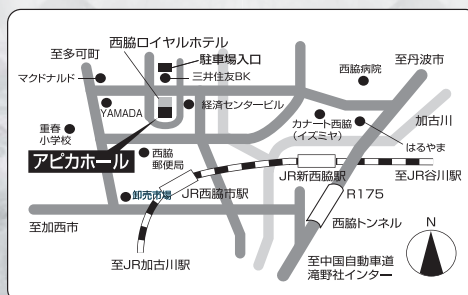 西脇ロイヤルホテル
至多可町
駐車場入口
至丹波市
マクドナルド
三井住友BK
西脇病院
YAMADA
経済センタービル
加古川
カナート西脇
(イズミヤ)
重春
小学校
はるやま
アピカホール
西脇
郵便局
JR新西脇駅
至JR谷川駅
卸売市場
JR西脇市駅
R175
至加西市
西脇トンネル
N
至JR加古川駅
至中国自動車道
滝野社インター